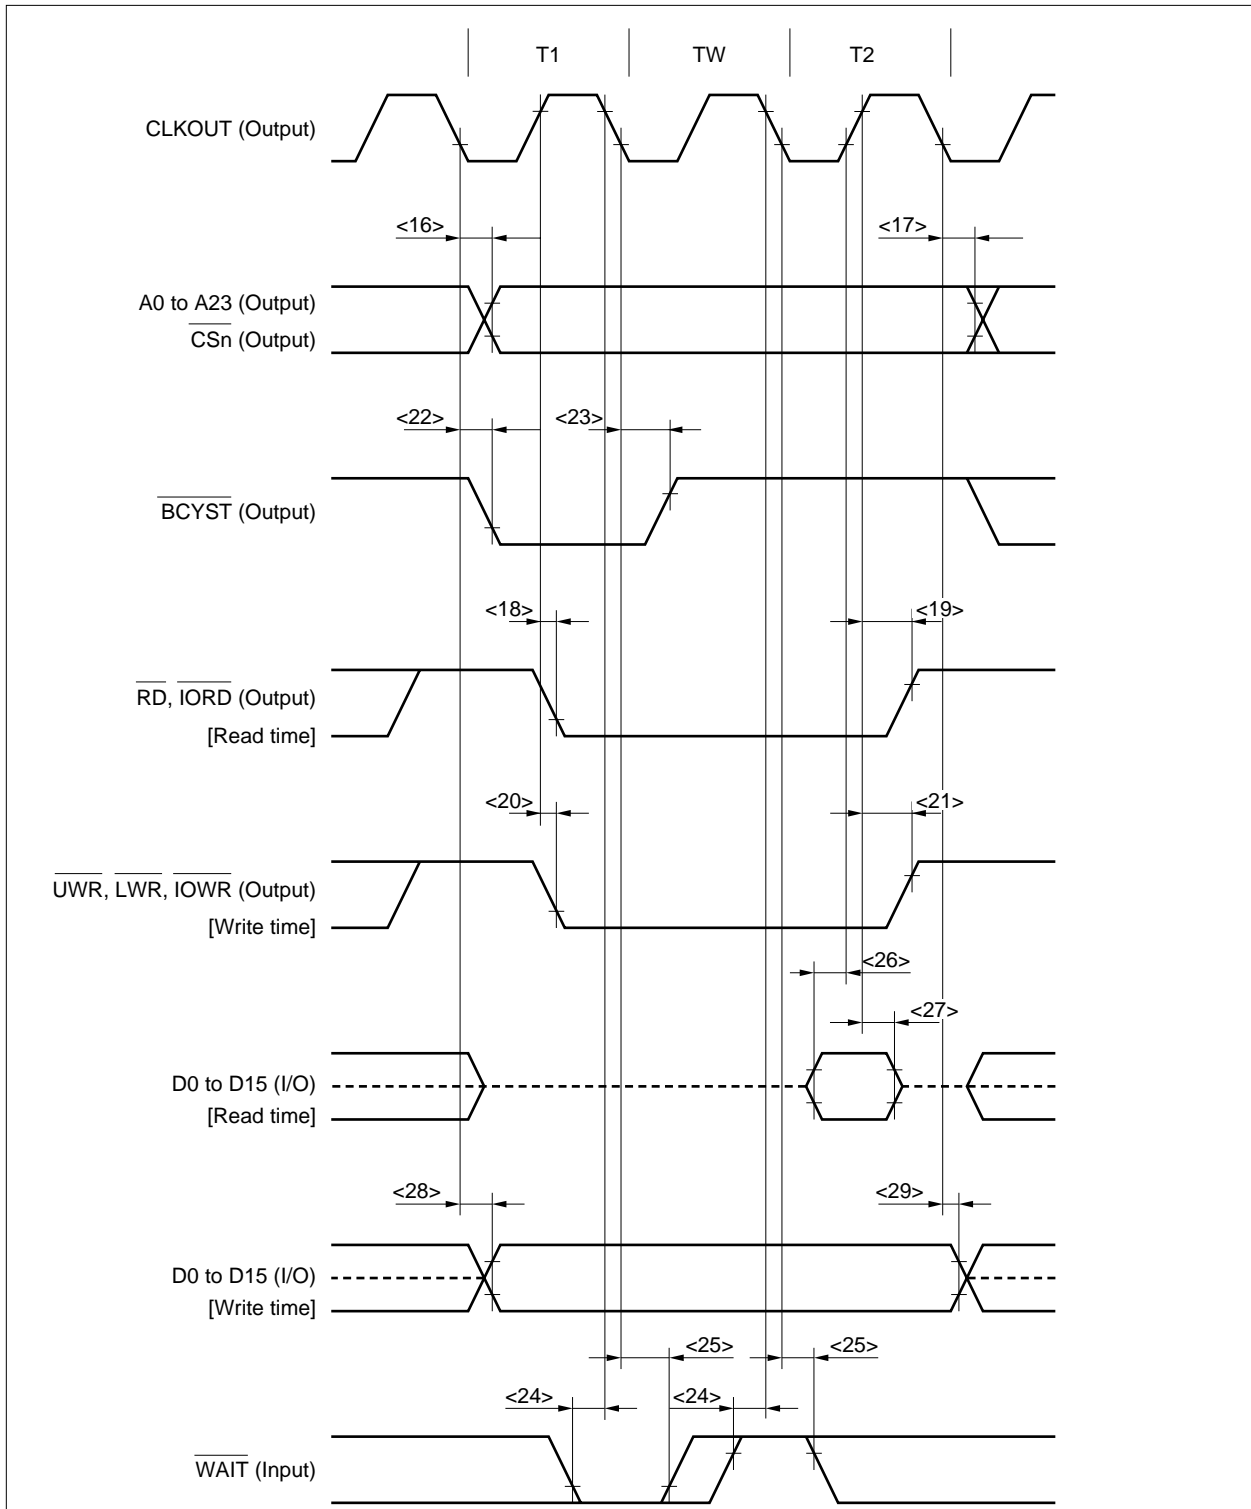 T1 TW T2
CLKOUT (Output)
<16> <17>
A0 to A23 (Output)
CSn (Output)
<22> <23>
BCYST (Output)
<18> <19>
RD, IORD (Output)
[Read time]
<20> <21>
UWR, LWR, IOWR (Output)
[Write time]
<26>
<27>
D0 to D15 (I/O)
[Read time]
<28> <29>
D0 to D15 (I/O)
[Write time]
<25> <25>
<24> <24>
WAIT (Input)